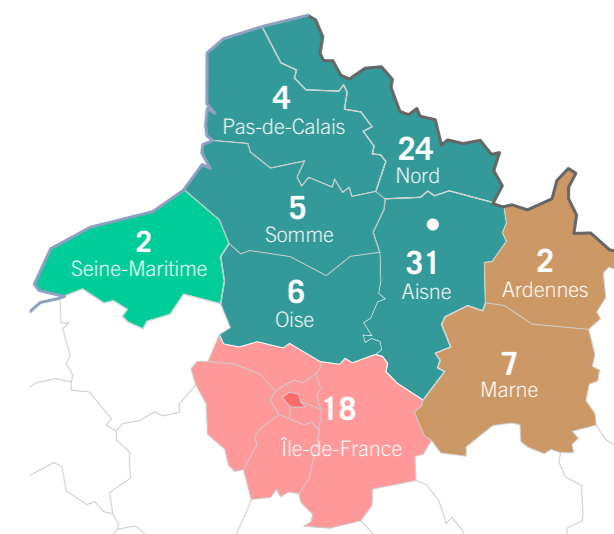 4
Pas-de-Calais
24
Nord
5
Somme
2
Seine-Maritime
31
Aisne
2
Ardennes
6
Oise
7
Marne
18
Île-de-France